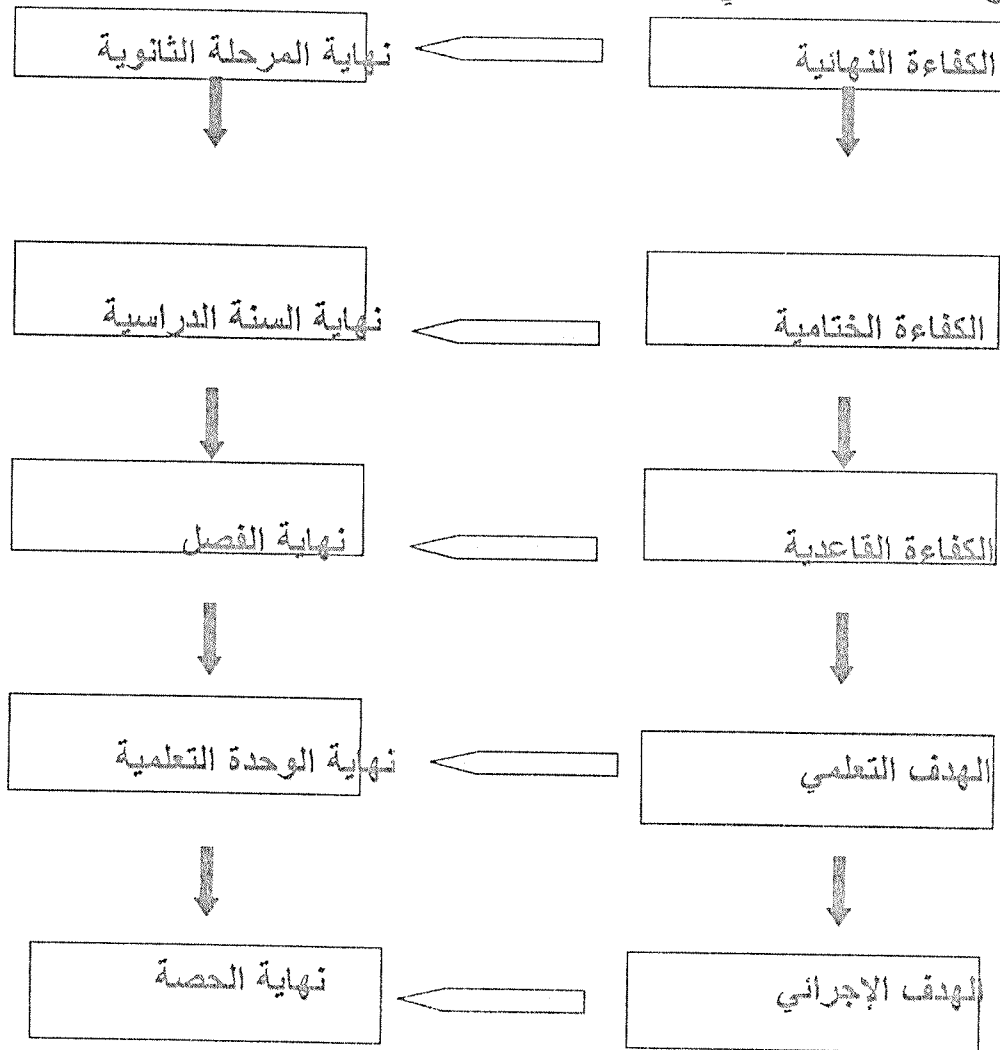 الكفاءة النهائية
نهاية المرحلة الثانوية
الكفاءة الختامية
نهاية السنة الدراسية
الكفاءة القاعدية
نهاية الفصل
الهدف التعلمي
نهاية الوحدة التعلمية
الهدف الإجرائي
نهاية الحصة